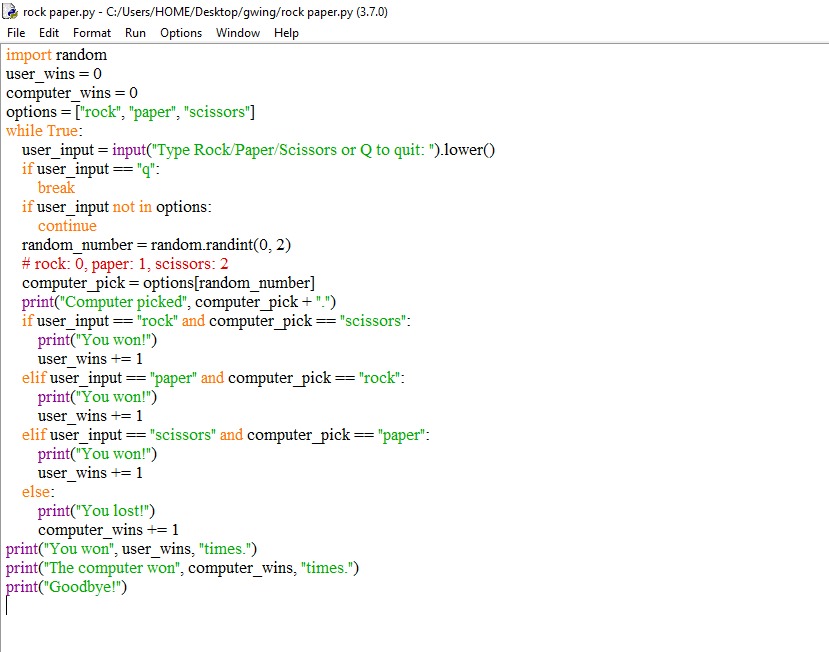 rock paper.py - C:/Users/HOME/Desktop/gwing/rock paper.py (3.7.0)
File Edit Format Run Options Window Help
import random
user_wins = 0
computer_wins = 0
options = ["rock", "paper", "scissors"]
while True:
    user_input = input("Type Rock/Paper/Scissors or Q to quit: ").lower()
    if user_input == "q":
        break
    if user_input not in options:
        continue
    random_number = random.randint(0, 2)
    # rock: 0, paper: 1, scissors: 2
    computer_pick = options[random_number]
    print("Computer picked", computer_pick + ".")
    if user_input == "rock" and computer_pick == "scissors":
        print("You won!")
        user_wins += 1
    elif user_input == "paper" and computer_pick == "rock":
        print("You won!")
        user_wins += 1
    elif user_input == "scissors" and computer_pick == "paper":
        print("You won!")
        user_wins += 1
    else:
        print("You lost!")
        computer_wins += 1
print("You won", user_wins, "times.")
print("The computer won", computer_wins, "times.")
print("Goodbye!")